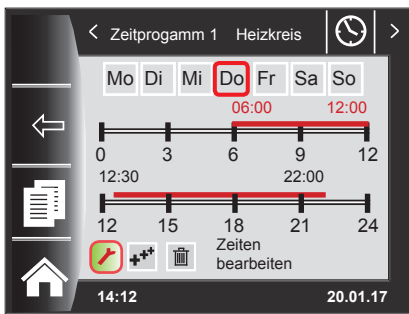 Zeitprogamm 1 Heizkreis
Mo Di Mi Do Fr Sa So
06:00 12:00
0 3 6 9 12
12:30 22:00
12 15 18 21 24
Zeiten
bearbeiten
14:12 20.01.17